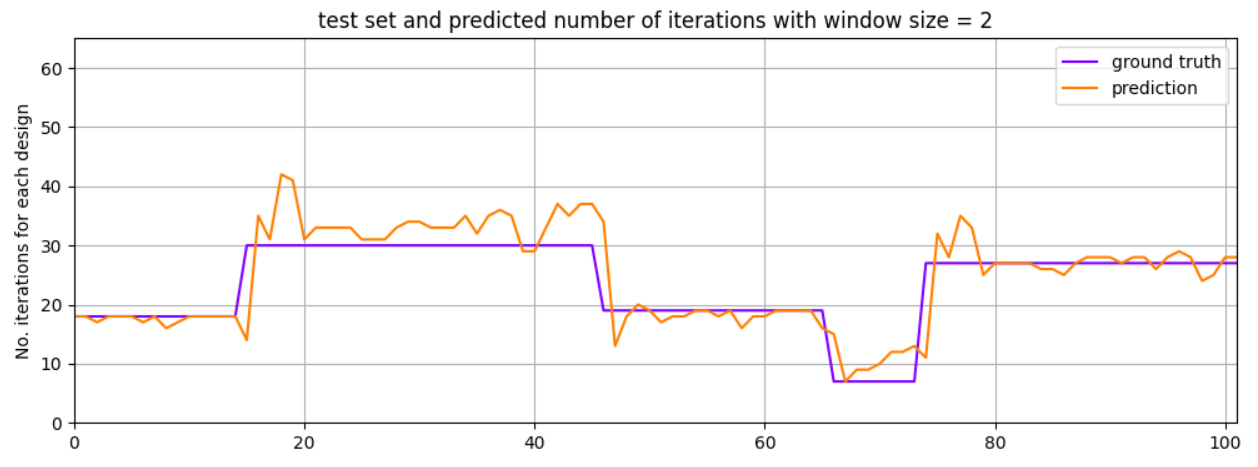 test set and predicted number of iterations with window size = 2
ground truth
prediction
No. iterations for each design
60
50
40
30
20
10
0
0 20 40 60 80 100